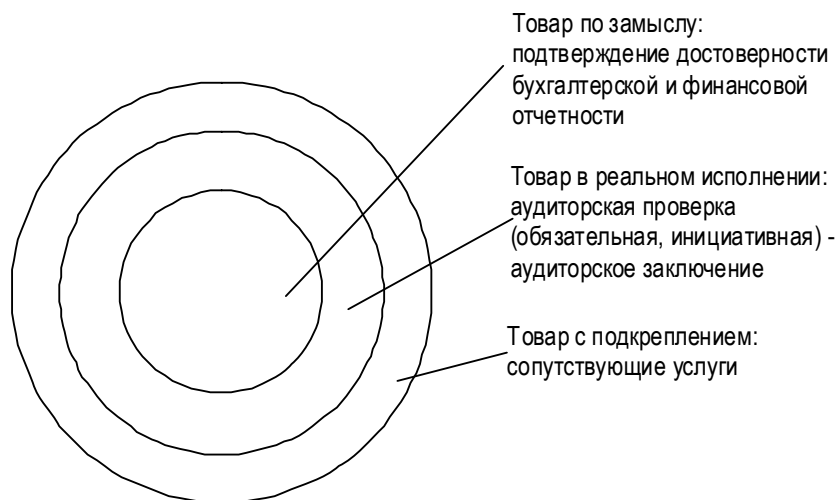 Товар по замыслу:
подтверждение достоверности
бухгалтерской и финансовой
отчетности
Товар в реальном исполнении:
аудиторская проверка
(обязательная, инициативная) -
аудиторское заключение
Товар с подкреплением:
сопутствующие услуги